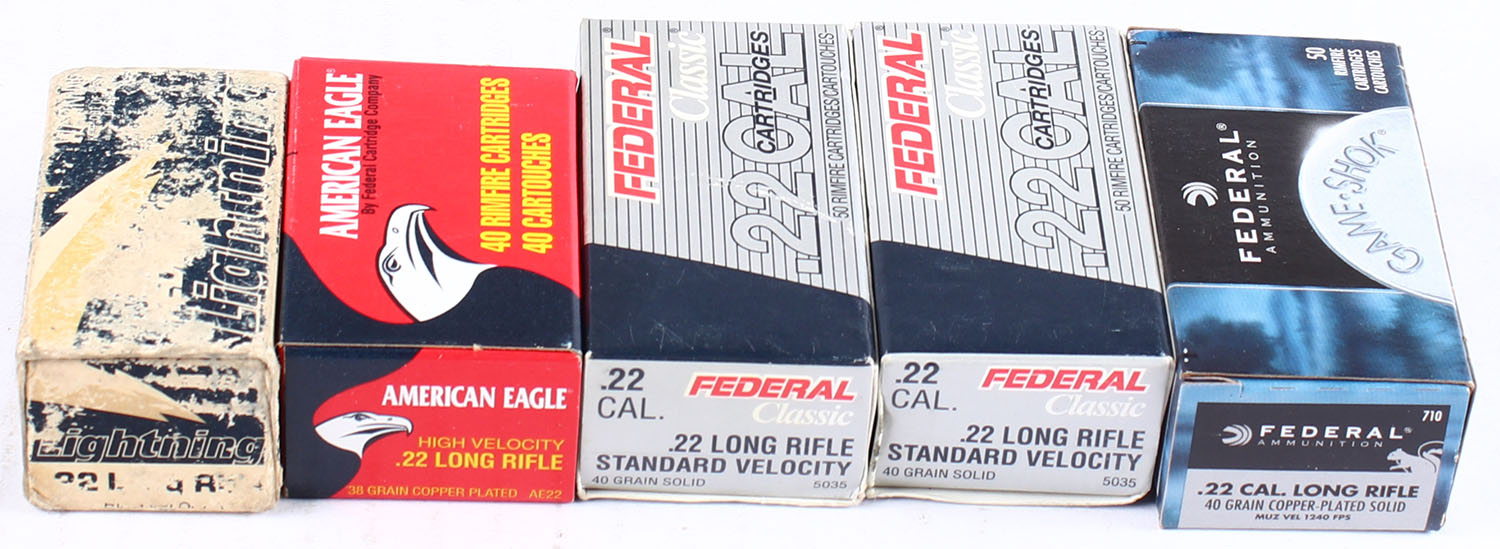 Lightning
Lightning
AMERICAN EAGLE®
By Federal Cartridge Company
40 RIMFIRE CARTRIDGES
40 CARTOUCHES
AMERICAN EAGLE
HIGH VELOCITY
.22 LONG RIFLE
38 GRAIN COPPER PLATED AE22
FEDERAL®
Classic
.22 CAL
CARTRIDGES
50 RIMFIRE CARTRIDGES/CARTOUCHES
.22
CAL.
FEDERAL
Classic
.22 LONG RIFLE
STANDARD VELOCITY
40 GRAIN SOLID 5035
FEDERAL®
Classic
.22 CAL
CARTRIDGES
50 RIMFIRE CARTRIDGES/CARTOUCHES
.22
CAL.
FEDERAL
Classic
.22 LONG RIFLE
STANDARD VELOCITY
40 GRAIN SOLID 5035
50
RIMFIRE
CARTRIDGES
CARTOUCHES
FEDERAL®
AMMUNITION
GAME-SHOK®
710
FEDERAL®
AMMUNITION
.22 CAL. LONG RIFLE
40 GRAIN COPPER-PLATED SOLID
MUZ VEL 1240 FPS